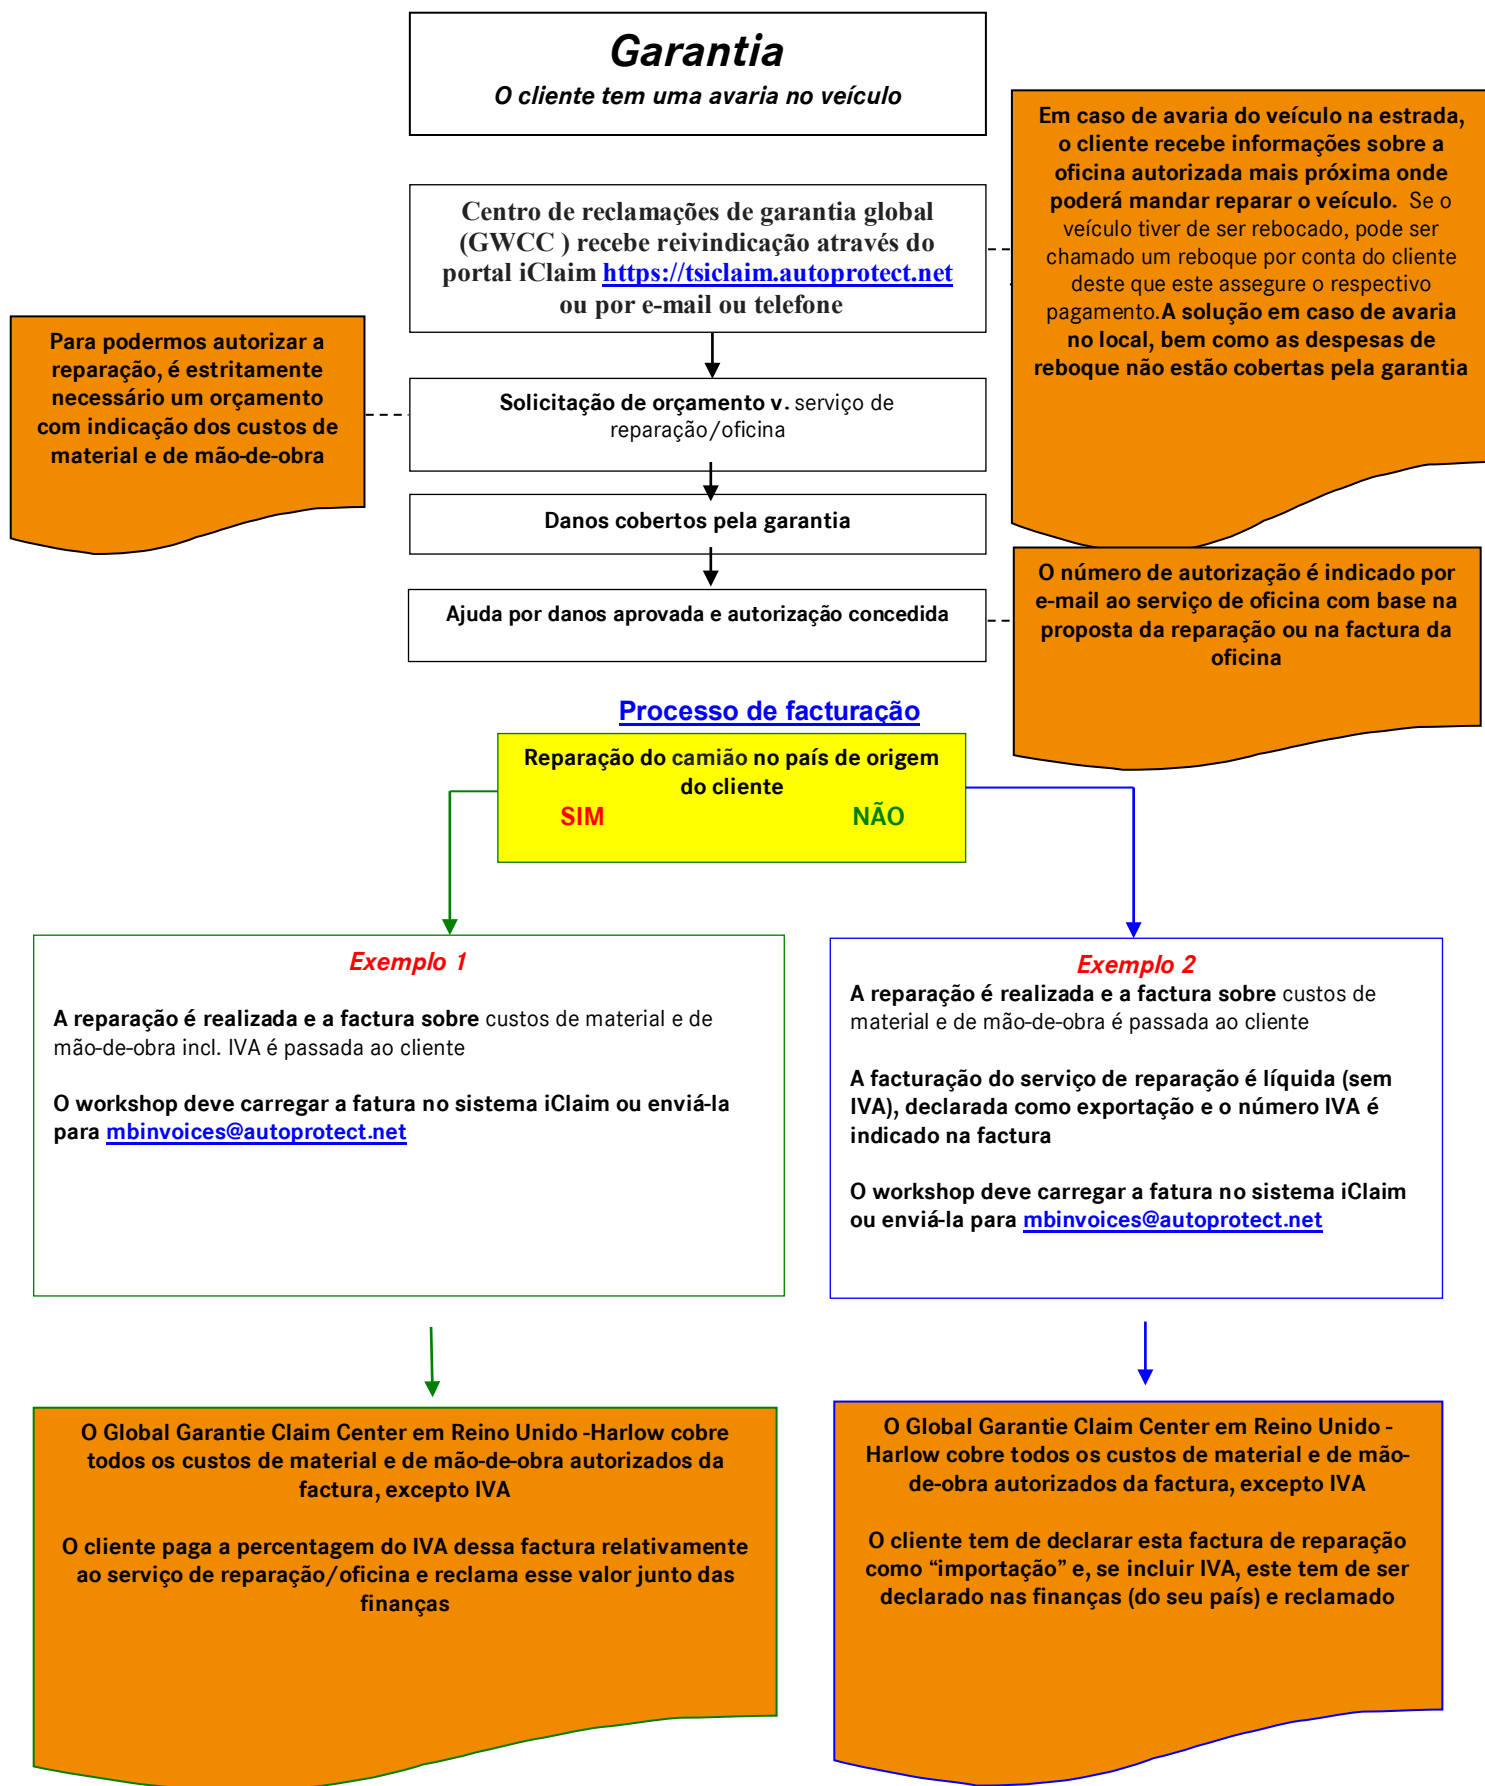 Garantia
O cliente tem uma avaria no veículo
Centro de reclamações de garantia global
(GWCC ) recebe reivindicação através do
portal iClaim https://tsiclaim.autoprotect.net
ou por e-mail ou telefone
Em caso de avaria do veículo na estrada,
o cliente recebe informações sobre a
oficina autorizada mais próxima onde
poderá mandar reparar o veículo. Se o
veículo tiver de ser rebocado, pode ser
chamado um reboque por conta do cliente
deste que este assegure o respectivo
pagamento.A solução em caso de avaria
no local, bem como as despesas de
reboque não estão cobertas pela garantia
Para podermos autorizar a
reparação, é estritamente
necessário um orçamento
com indicação dos custos de
material e de mão-de-obra
Solicitação de orçamento v. serviço de
reparação/oficina
Danos cobertos pela garantia
Ajuda por danos aprovada e autorização concedida
O número de autorização é indicado por
e-mail ao serviço de oficina com base na
proposta da reparação ou na factura da
oficina
Processo de facturação
Reparação do camião no país de origem
do cliente
SIM NÃO
Exemplo 1
A reparação é realizada e a factura sobre custos de material e de
mão-de-obra incl. IVA é passada ao cliente
O workshop deve carregar a fatura no sistema iClaim ou enviá-la
para mbinvoices@autoprotect.net
Exemplo 2
A reparação é realizada e a factura sobre custos de
material e de mão-de-obra é passada ao cliente
A facturação do serviço de reparação é líquida (sem
IVA), declarada como exportação e o número IVA é
indicado na factura
O workshop deve carregar a fatura no sistema iClaim
ou enviá-la para mbinvoices@autoprotect.net
O Global Garantie Claim Center em Reino Unido -Harlow cobre
todos os custos de material e de mão-de-obra autorizados da
factura, excepto IVA
O cliente paga a percentagem do IVA dessa factura relativamente
ao serviço de reparação/oficina e reclama esse valor junto das
finanças
O Global Garantie Claim Center em Reino Unido -
Harlow cobre todos os custos de material e de mão-
de-obra autorizados da factura, excepto IVA
O cliente tem de declarar esta factura de reparação
como “importação” e, se incluir IVA, este tem de ser
declarado nas finanças (do seu país) e reclamado